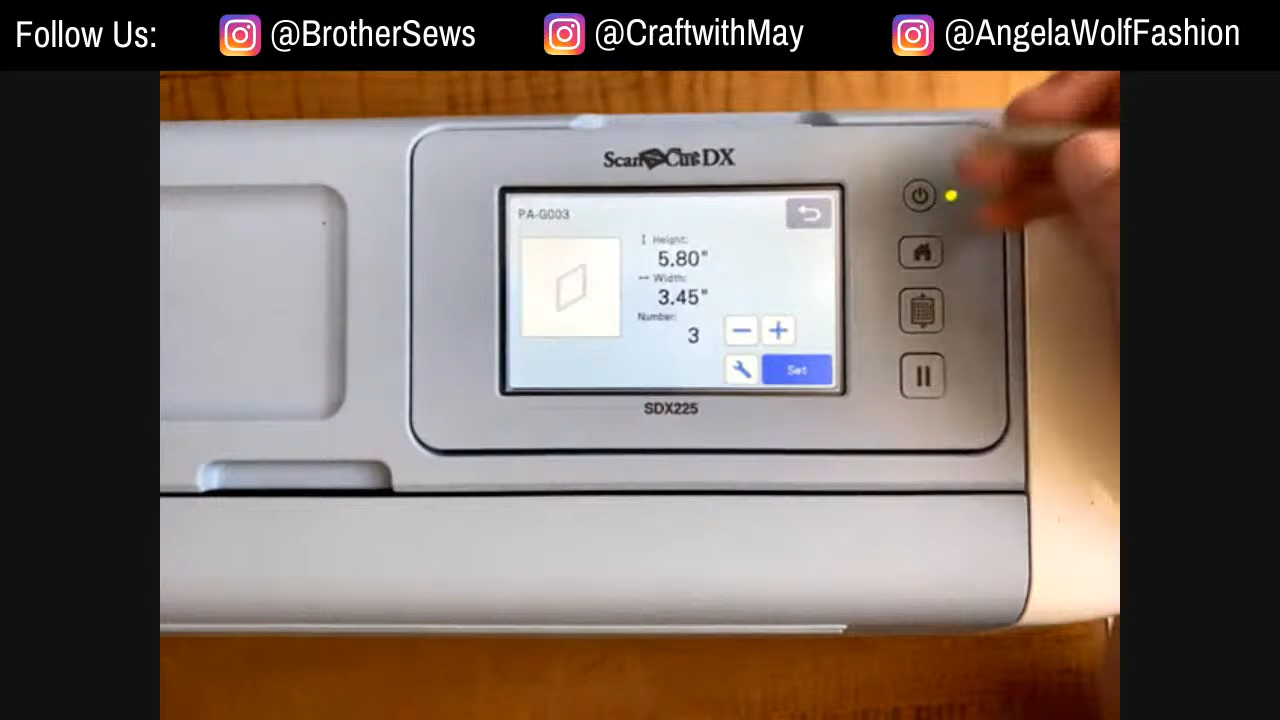 Follow Us: @BrotherSews @CraftwithMay @AngelaWolfFashion
ScanNCut DX
PA-G003
Height:
5.80"
Width:
3.45"
Number:
3
Set
SDX225